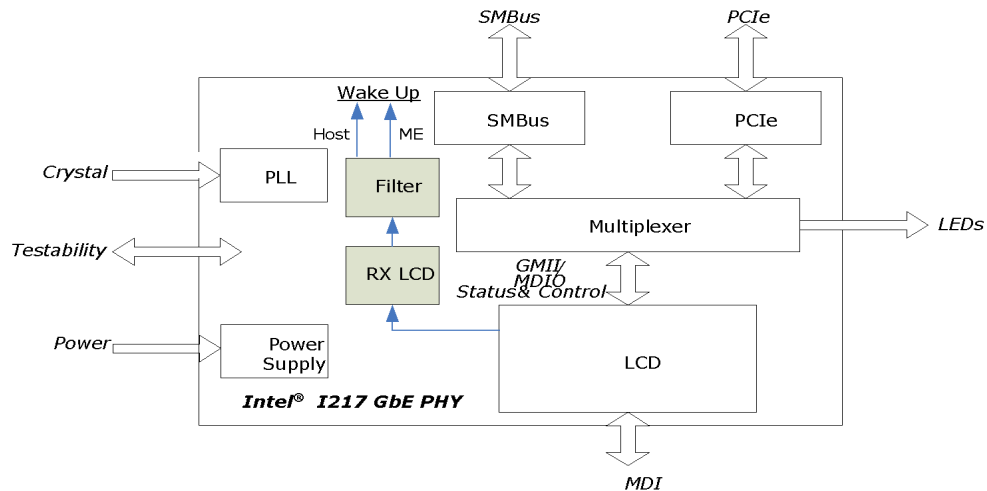 SMBus
PCIe
Wake Up
Host
ME
SMBus
PCIe
Crystal
PLL
Filter
Multiplexer
LEDs
Testability
RX LCD
GMII/
MDIO
Status& Control
Power
Power
Supply
LCD
Intel® I217 GbE PHY
MDI